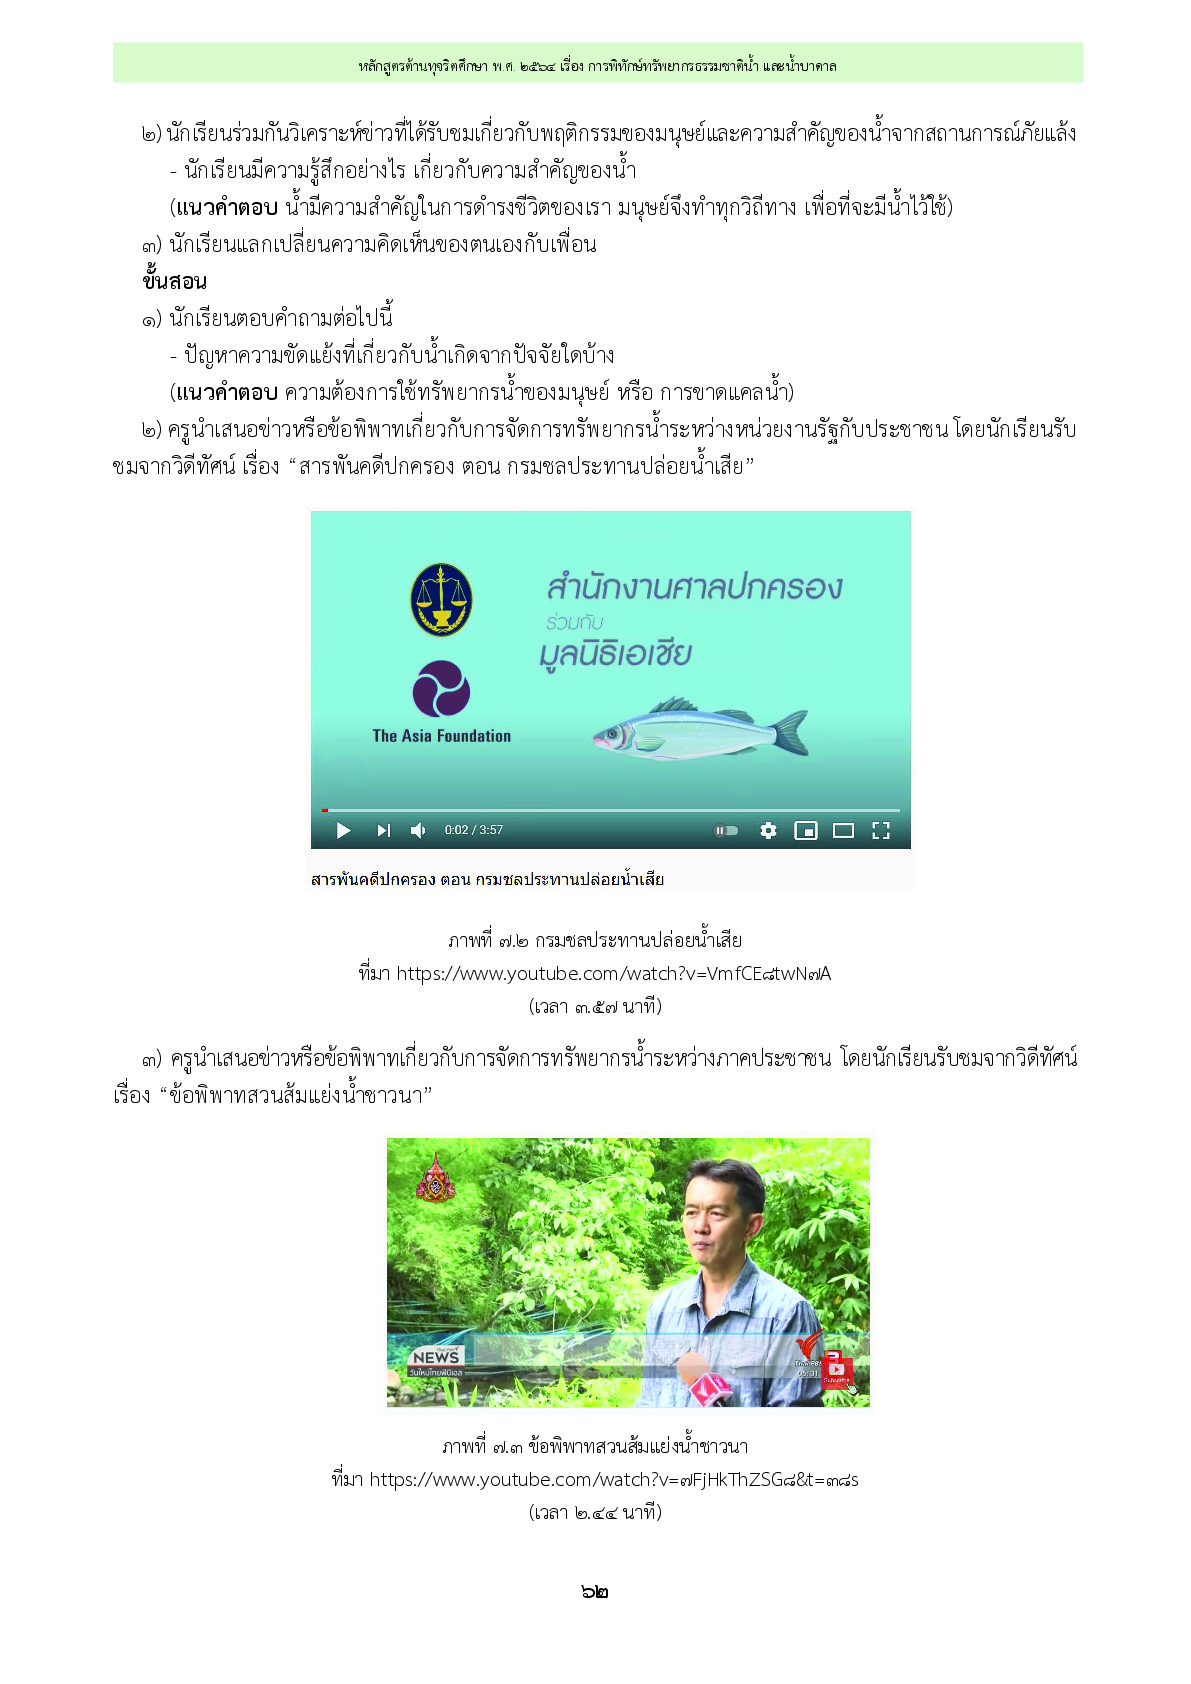 หลักสูตรต้านทุจริตศึกษา พ.ศ. ๒๕๖๔ เรื่อง การพิทักษ์ทรัพยากรธรรมชาติน้ำ และน้ำบาดาล
๒) นักเรียนร่วมกันวิเคราะห์ข่าวที่ได้รับชมเกี่ยวกับพฤติกรรมของมนุษย์และความสำคัญของน้ำจากสถานการณ์ภัยแล้ง
- นักเรียนมีความรู้สึกอย่างไร เกี่ยวกับความสำคัญของน้ำ
(แนวคำตอบ น้ำมีความสำคัญในการดำรงชีวิตของเรา มนุษย์จึงทำทุกวิถีทาง เพื่อที่จะมีน้ำไว้ใช้)
๓) นักเรียนแลกเปลี่ยนความคิดเห็นของตนเองกับเพื่อน
ขั้นสอน
๑) นักเรียนตอบคำถามต่อไปนี้
- ปัญหาความขัดแย้งที่เกี่ยวกับน้ำเกิดจากปัจจัยใดบ้าง
(แนวคำตอบ ความต้องการใช้ทรัพยากรน้ำของมนุษย์ หรือ การขาดแคลน้ำ)
๒) ครูนำเสนอข่าวหรือข้อพิพาทเกี่ยวกับการจัดการทรัพยากรน้ำระหว่างหน่วยงานรัฐกับประชาชน โดยนักเรียนรับ
ชมจากวิดีทัศน์ เรื่อง “สารพันคดีปกครอง ตอน กรมชลประทานปล่อยน้ำเสีย”
สำนักงานศาลปกครอง
ร่วมกับ
มูลนิธิเอเชีย
The Asia Foundation
0:02 / 3:57
สารพันคดีปกครอง ตอน กรมชลประทานปล่อยน้ำเสีย
ภาพที่ ๗.๒ กรมชลประทานปล่อยน้ำเสีย
ที่มา https://www.youtube.com/watch?v=VmfCE๘twN๗A
(เวลา ๓.๕๗ นาที)
๓) ครูนำเสนอข่าวหรือข้อพิพาทเกี่ยวกับการจัดการทรัพยากรน้ำระหว่างภาคประชาชน โดยนักเรียนรับชมจากวิดีทัศน์
เรื่อง “ข้อพิพาทสวนส้มแย่งน้ำชาวนา”
Thai PBS
NEWS
วันใหม่ไทยพีบีเอส
ภาพที่ ๗.๓ ข้อพิพาทสวนส้มแย่งน้ำชาวนา
ที่มา https://www.youtube.com/watch?v=๗FjHkThZSG๘&t=๓๘s
(เวลา ๒.๔๔ นาที)
๖๒